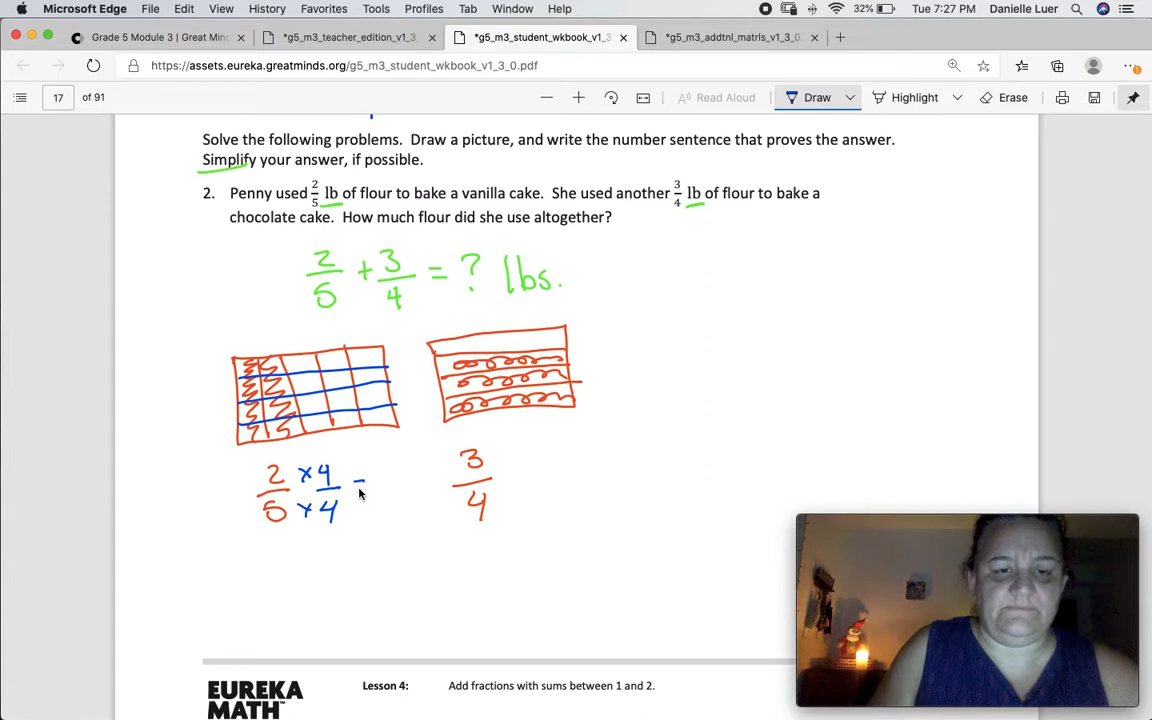 Microsoft Edge File Edit View History Favorites Tools Profiles Tab Window Help 32% Tue 7:27 PM Danielle Luer
Grade 5 Module 3 | Great Min *g5_m3_teacher_edition_v1_3_ *g5_m3_student_wkbook_v1_3 *g5_m3_addtnl_matrls_v1_3_0.
https://assets.eureka.greatminds.org/g5_m3_student_wkbook_v1_3_0.pdf
17 of 91 Read Aloud Draw Highlight Erase
Solve the following problems. Draw a picture, and write the number sentence that proves the answer.
Simplify your answer, if possible.
2. Penny used 2/5 lb of flour to bake a vanilla cake. She used another 3/4 lb of flour to bake a
chocolate cake. How much flour did she use altogether?
2/5 + 3/4 = ? lbs.
2/5 ×4/×4 - 3/4
EUREKA
MATH
Lesson 4: Add fractions with sums between 1 and 2.